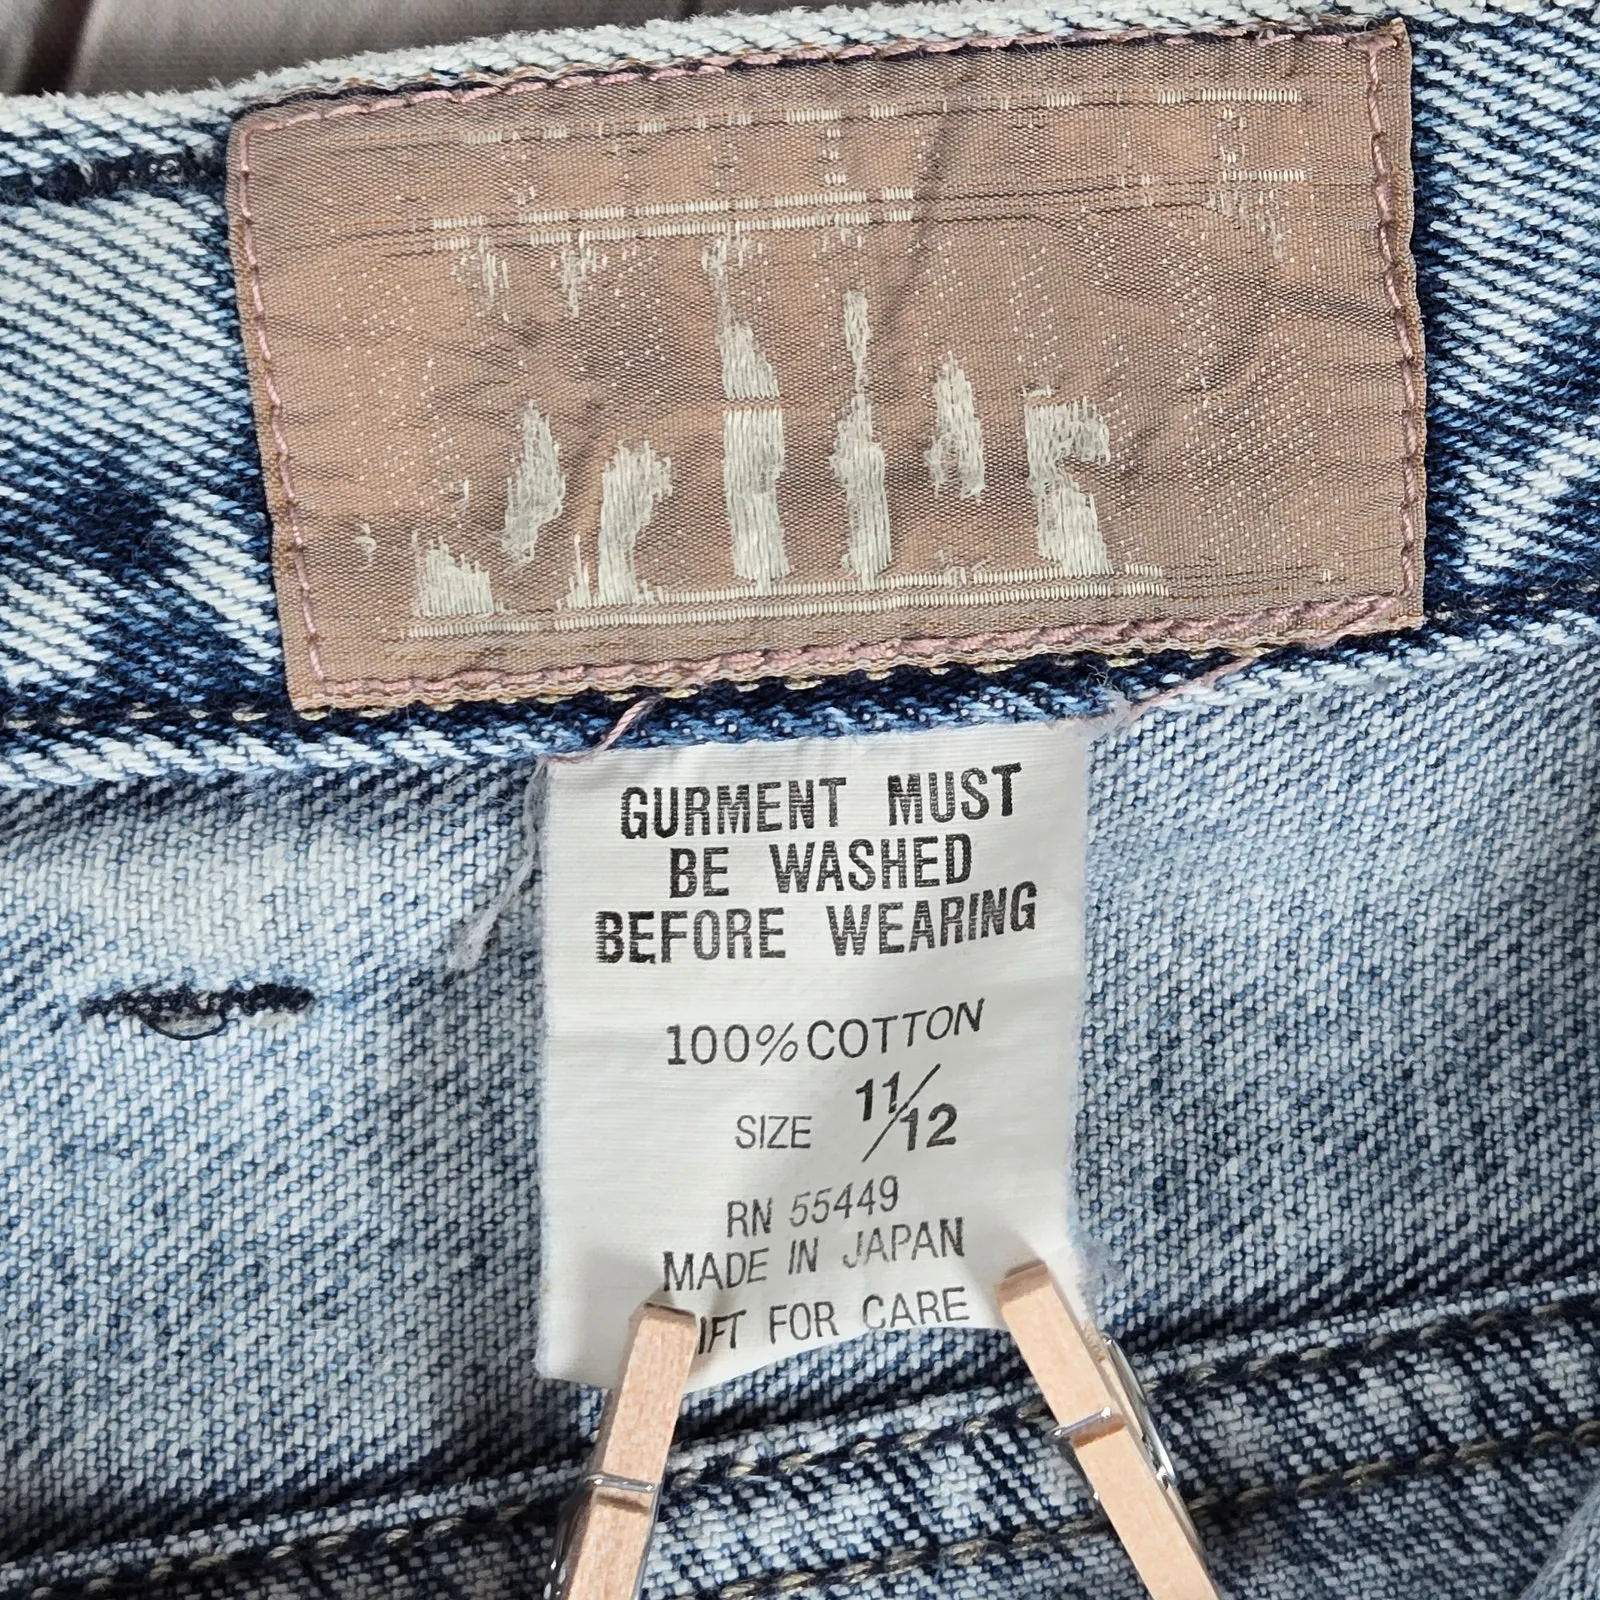 GURMENT MUST
BE WASHED
BEFORE WEARING
100% COTTON
SIZE 11/12
RN 55449
MADE IN JAPAN
FOR CARE